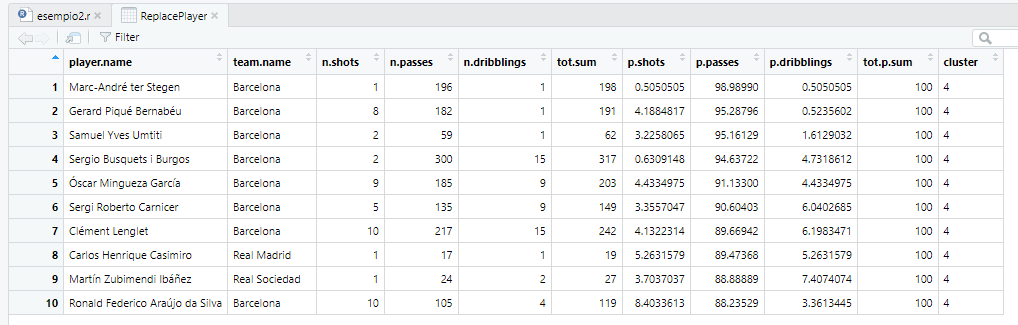 esempio2.r ReplacePlayer
Filter
player.name team.name n.shots n.passes n.dribblings tot.sum p.shots p.passes p.dribblings tot.p.sum cluster
1 Marc-André ter Stegen Barcelona 1 196 1 198 0.5050505 98.98990 0.5050505 100 4
2 Gerard Piqué Bernabéu Barcelona 8 182 1 191 4.1884817 95.28796 0.5235602 100 4
3 Samuel Yves Umtiti Barcelona 2 59 1 62 3.2258065 95.16129 1.6129032 100 4
4 Sergio Busquets i Burgos Barcelona 2 300 15 317 0.6309148 94.63722 4.7318612 100 4
5 Óscar Mingueza García Barcelona 9 185 9 203 4.4334975 91.13300 4.4334975 100 4
6 Sergi Roberto Carnicer Barcelona 5 135 9 149 3.3557047 90.60403 6.0402685 100 4
7 Clément Lenglet Barcelona 10 217 15 242 4.1322314 89.66942 6.1983471 100 4
8 Carlos Henrique Casimiro Real Madrid 1 17 1 19 5.2631579 89.47368 5.2631579 100 4
9 Martín Zubimendi Ibáñez Real Sociedad 1 24 2 27 3.7037037 88.88889 7.4074074 100 4
10 Ronald Federico Araújo da Silva Barcelona 10 105 4 119 8.4033613 88.23529 3.3613445 100 4